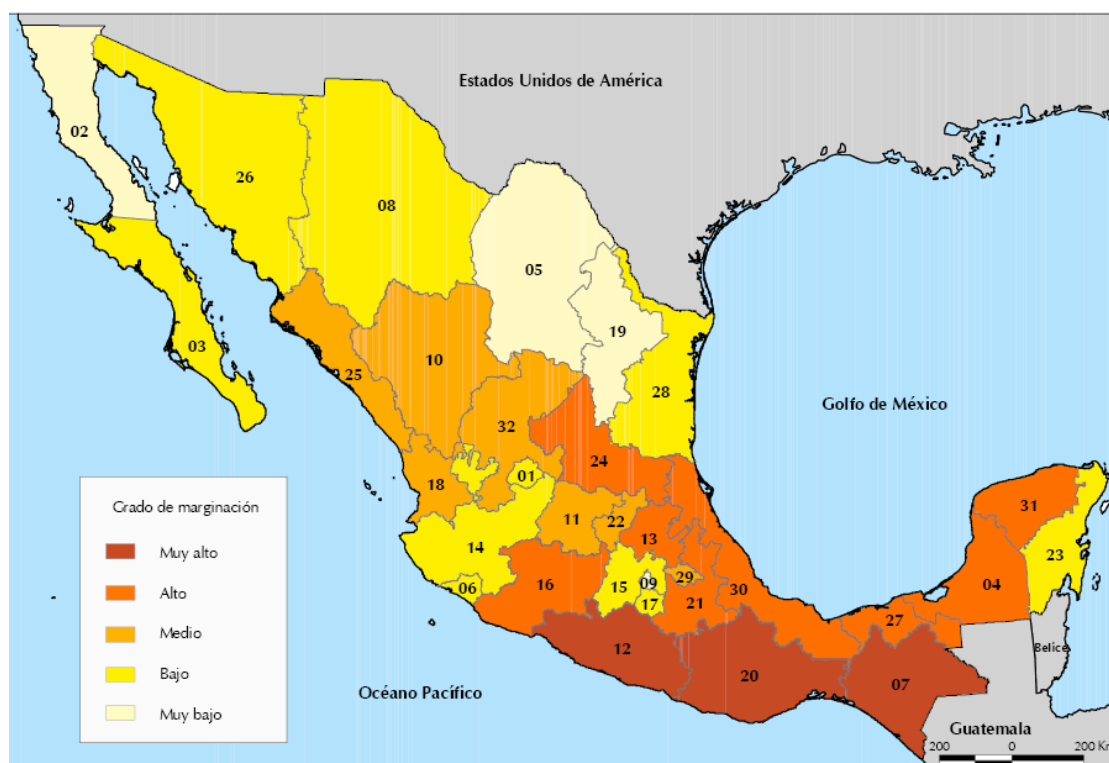 Estados Unidos de América
02
26
08
05
19
03
10
25
28
Golfo de México
32
24
01
18
31
11
22
13
14
23
16
15
09
29
04
06
17
21
30
27
12
20
07
Belice
Océano Pacífico
Guatemala
200 0 200 Km
Grado de marginación
Muy alto
Alto
Medio
Bajo
Muy bajo